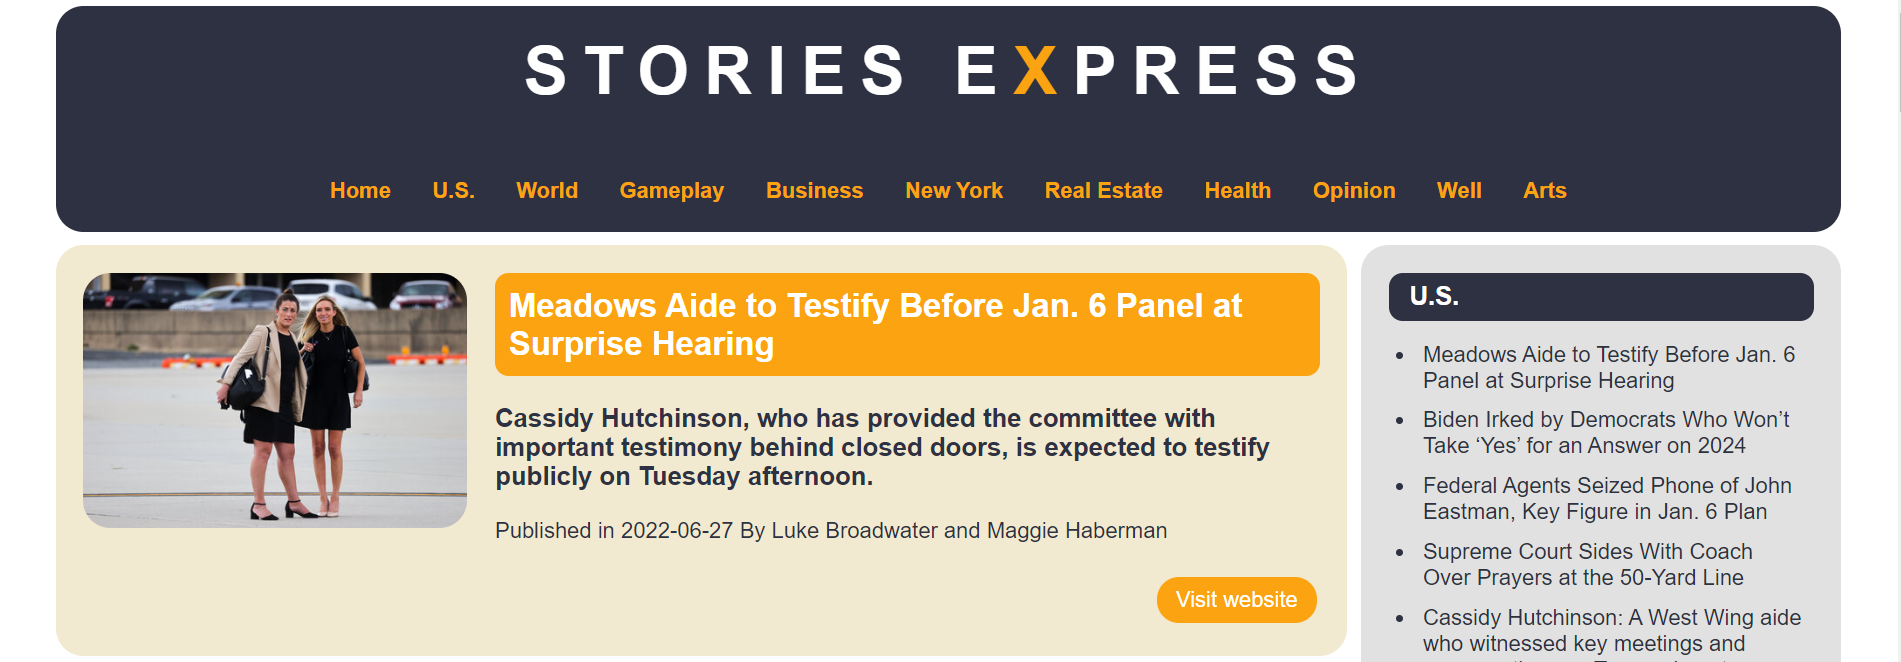 STORIES EXPRESS
Home U.S. World Gameplay Business New York Real Estate Health Opinion Well Arts
Meadows Aide to Testify Before Jan. 6 Panel at
Surprise Hearing
Cassidy Hutchinson, who has provided the committee with
important testimony behind closed doors, is expected to testify
publicly on Tuesday afternoon.
Published in 2022-06-27 By Luke Broadwater and Maggie Haberman
Visit website
U.S.
• Meadows Aide to Testify Before Jan. 6
Panel at Surprise Hearing
• Biden Irked by Democrats Who Won’t
Take ‘Yes’ for an Answer on 2024
• Federal Agents Seized Phone of John
Eastman, Key Figure in Jan. 6 Plan
• Supreme Court Sides With Coach
Over Prayers at the 50-Yard Line
• Cassidy Hutchinson: A West Wing aide
who witnessed key meetings and